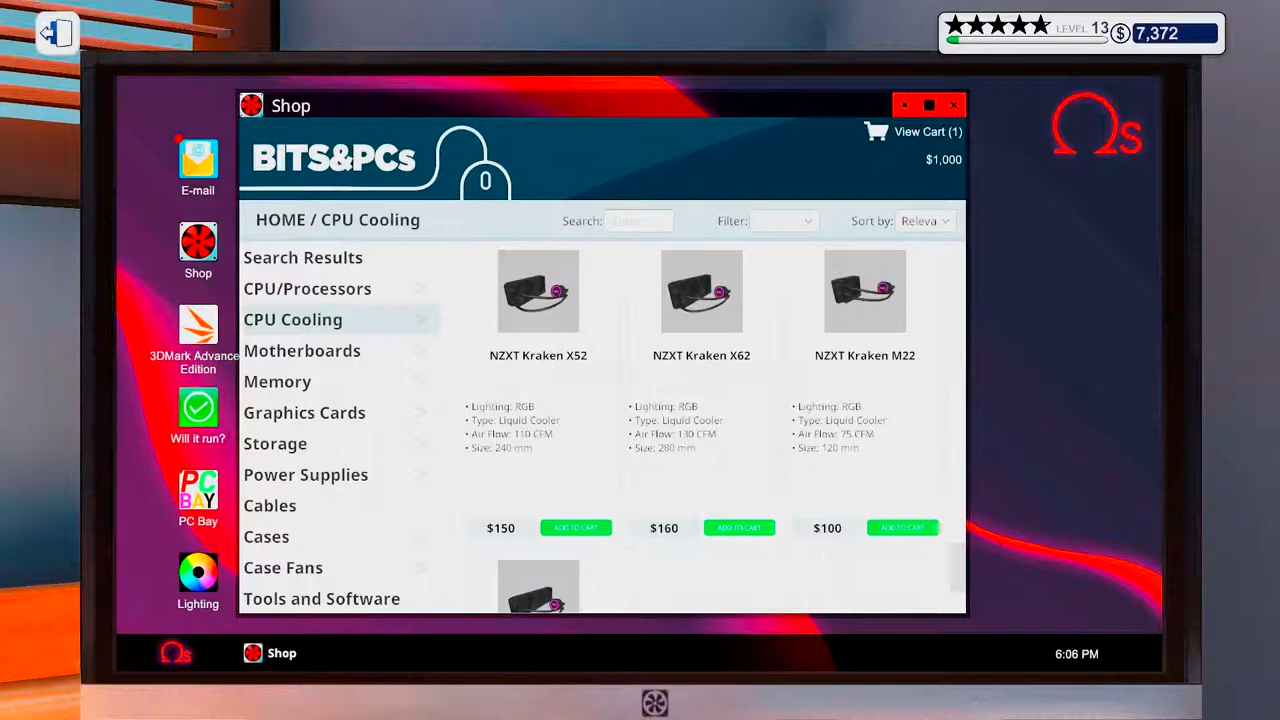 LEVEL 13
$ 7,372
Shop
BITS&PCs
View Cart (1)
$1,000
HOME / CPU Cooling
Search:
Filter:
Sort by: Releva
E-mail
Shop
3DMark Advance
Edition
Will it run?
PC BAY
PC Bay
Lighting
Search Results
CPU/Processors
CPU Cooling
Motherboards
Memory
Graphics Cards
Storage
Power Supplies
Cables
Cases
Case Fans
Tools and Software
NZXT Kraken X52
• Lighting: RGB
• Type: Liquid Cooler
• Air Flow: 110 CFM
• Size: 240 mm
$150
ADD TO CART
NZXT Kraken X62
• Lighting: RGB
• Type: Liquid Cooler
• Air Flow: 130 CFM
• Size: 280 mm
$160
ADD TO CART
NZXT Kraken M22
• Lighting: RGB
• Type: Liquid Cooler
• Air Flow: 75 CFM
• Size: 120 mm
$100
ADD TO CART
Ωs
Ωs
Shop
6:06 PM